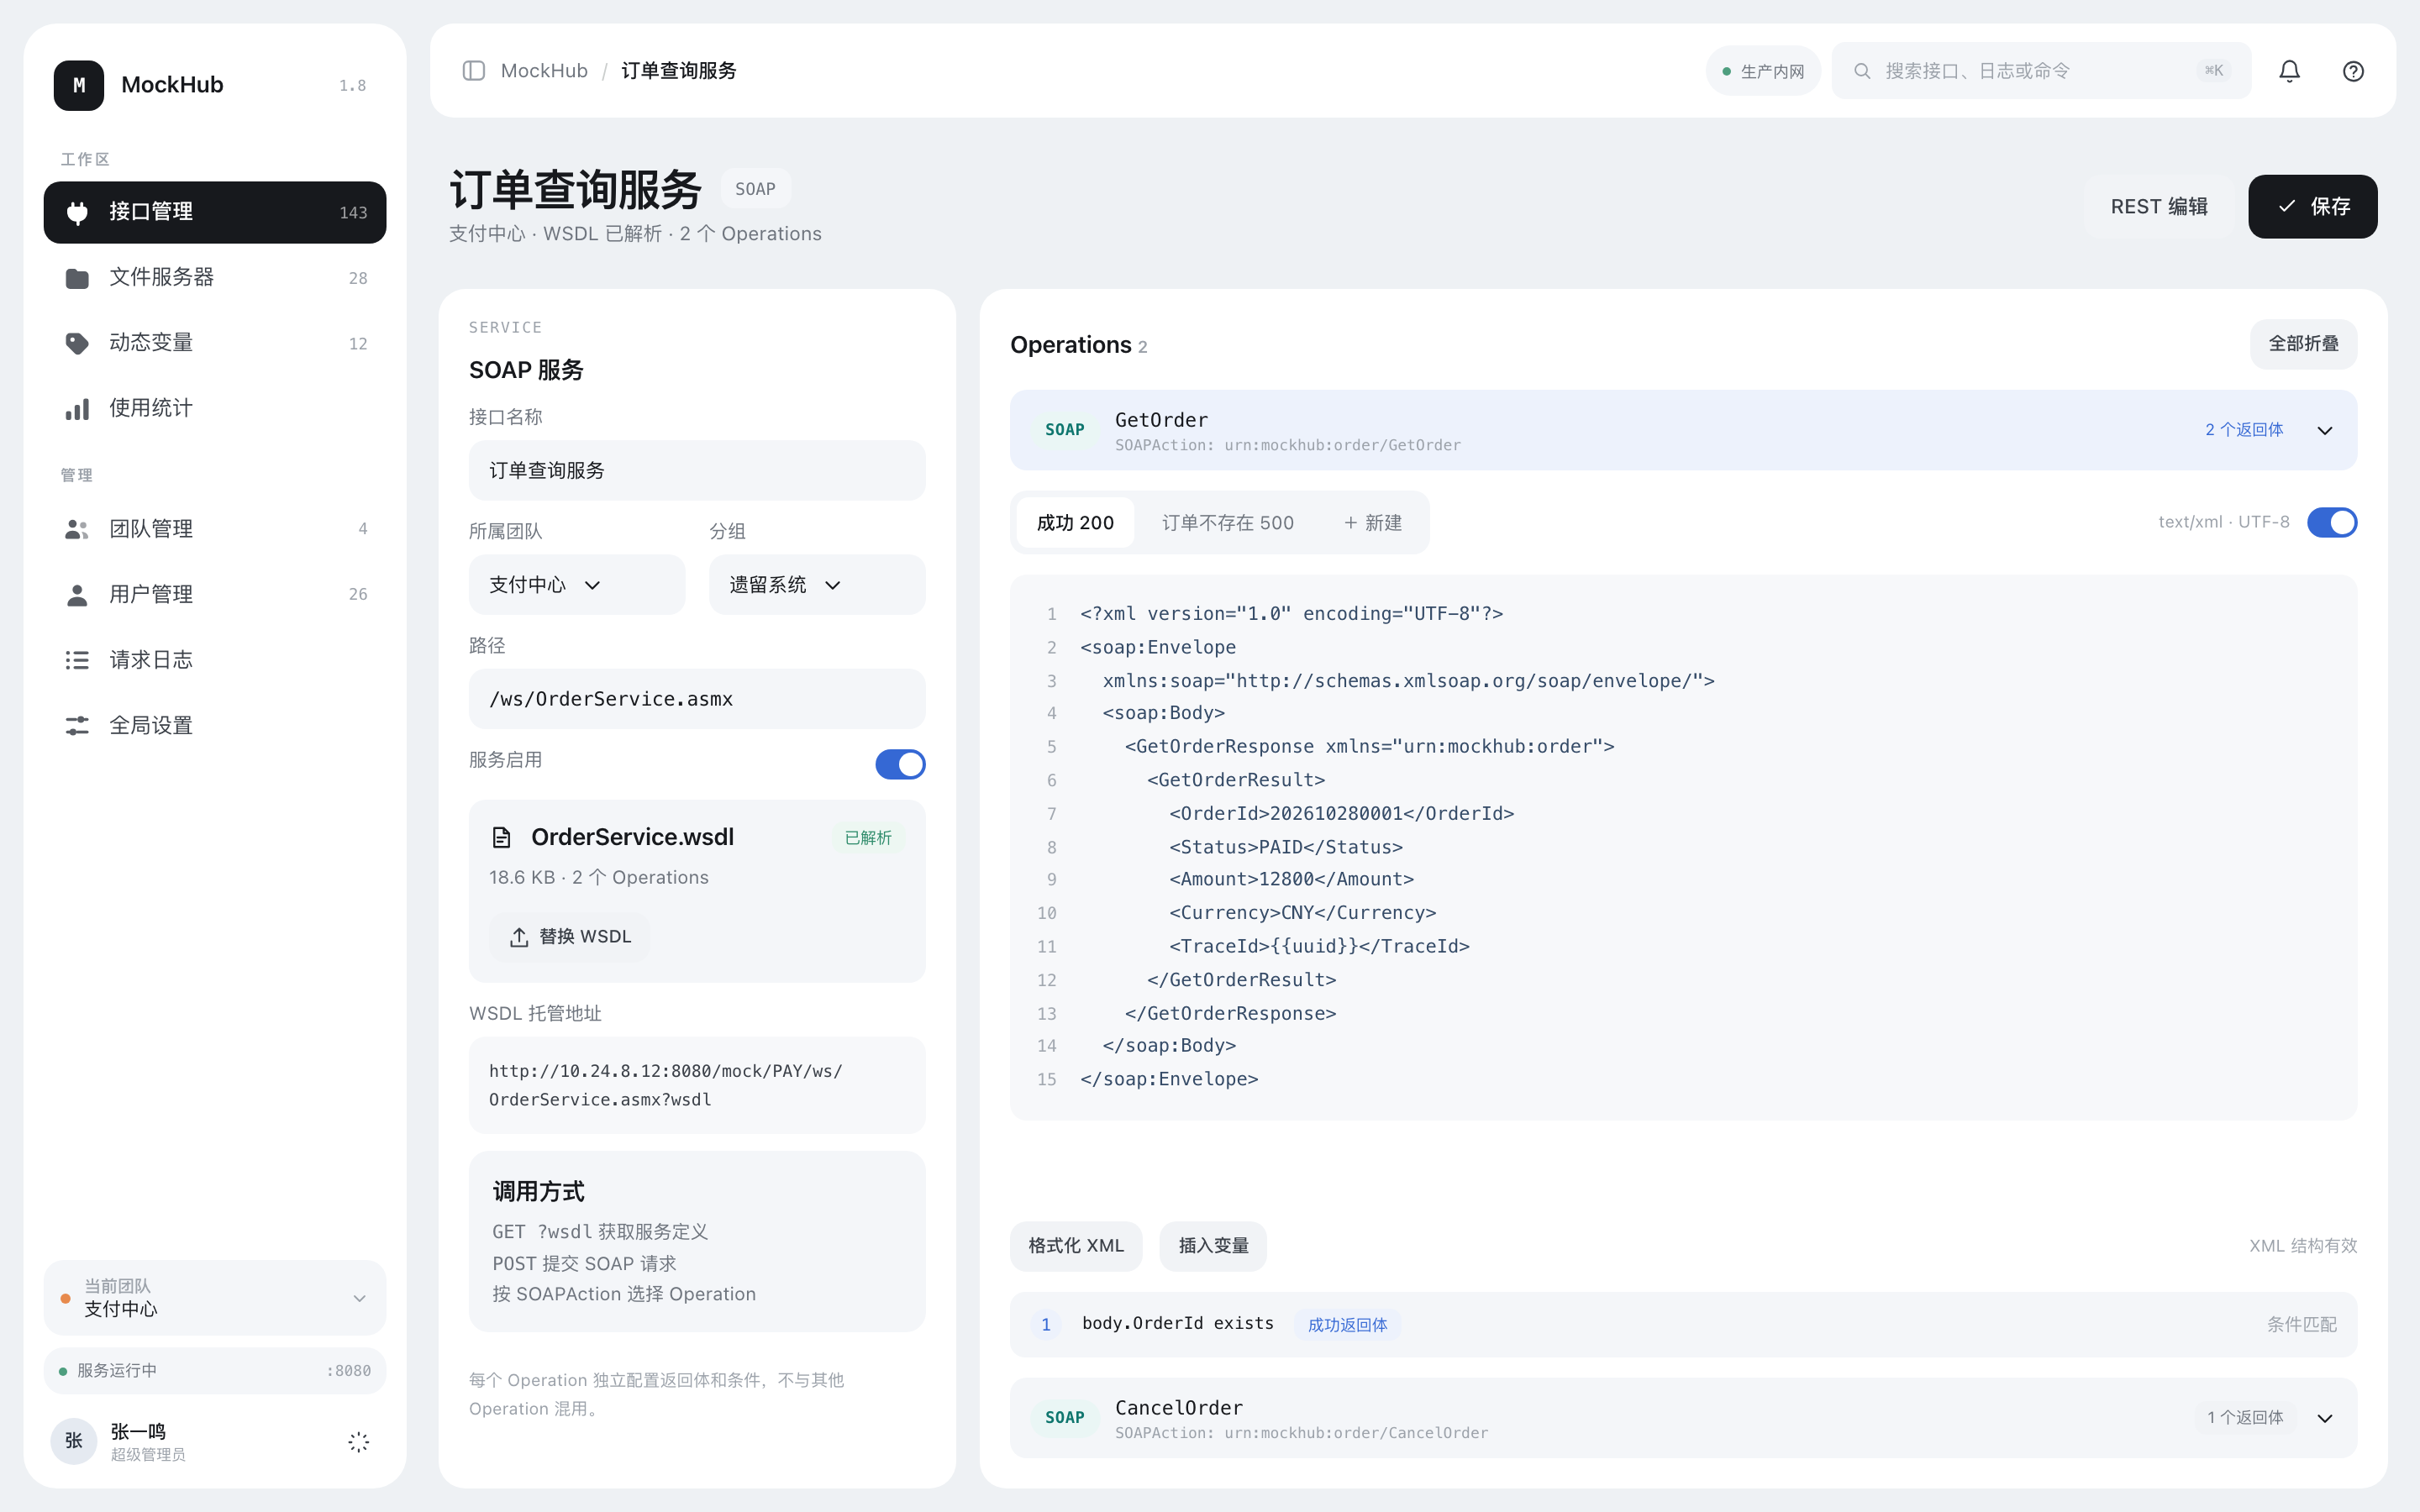 M MockHub 1.8
工作区
接口管理 143
文件服务器 28
动态变量 12
使用统计
管理
团队管理 4
用户管理 26
请求日志
全局设置
当前团队
支付中心
服务运行中 :8080
张 张一鸣
超级管理员
MockHub / 订单查询服务
生产内网
搜索接口、日志或命令 ⌘K
订单查询服务 SOAP
支付中心 · WSDL 已解析 · 2 个 Operations
REST 编辑
保存
SERVICE
SOAP 服务
接口名称
订单查询服务
所属团队 分组
支付中心 遗留系统
路径
/ws/OrderService.asmx
服务启用
OrderService.wsdl 已解析
18.6 KB · 2 个 Operations
替换 WSDL
WSDL 托管地址
http://10.24.8.12:8080/mock/PAY/ws/
OrderService.asmx?wsdl
调用方式
GET ?wsdl 获取服务定义
POST 提交 SOAP 请求
按 SOAPAction 选择 Operation
每个 Operation 独立配置返回体和条件，不与其他
Operation 混用。
Operations 2 全部折叠
SOAP GetOrder 2 个返回体
SOAPAction: urn:mockhub:order/GetOrder
成功 200 订单不存在 500 + 新建 text/xml · UTF-8
1 <?xml version="1.0" encoding="UTF-8"?>
2 <soap:Envelope
3 xmlns:soap="http://schemas.xmlsoap.org/soap/envelope/">
4 <soap:Body>
5 <GetOrderResponse xmlns="urn:mockhub:order">
6 <GetOrderResult>
7 <OrderId>202610280001</OrderId>
8 <Status>PAID</Status>
9 <Amount>12800</Amount>
10 <Currency>CNY</Currency>
11 <TraceId>{{uuid}}</TraceId>
12 </GetOrderResult>
13 </GetOrderResponse>
14 </soap:Body>
15 </soap:Envelope>
格式化 XML 插入变量 XML 结构有效
1 body.OrderId exists 成功返回体 条件匹配
SOAP CancelOrder 1 个返回体
SOAPAction: urn:mockhub:order/CancelOrder